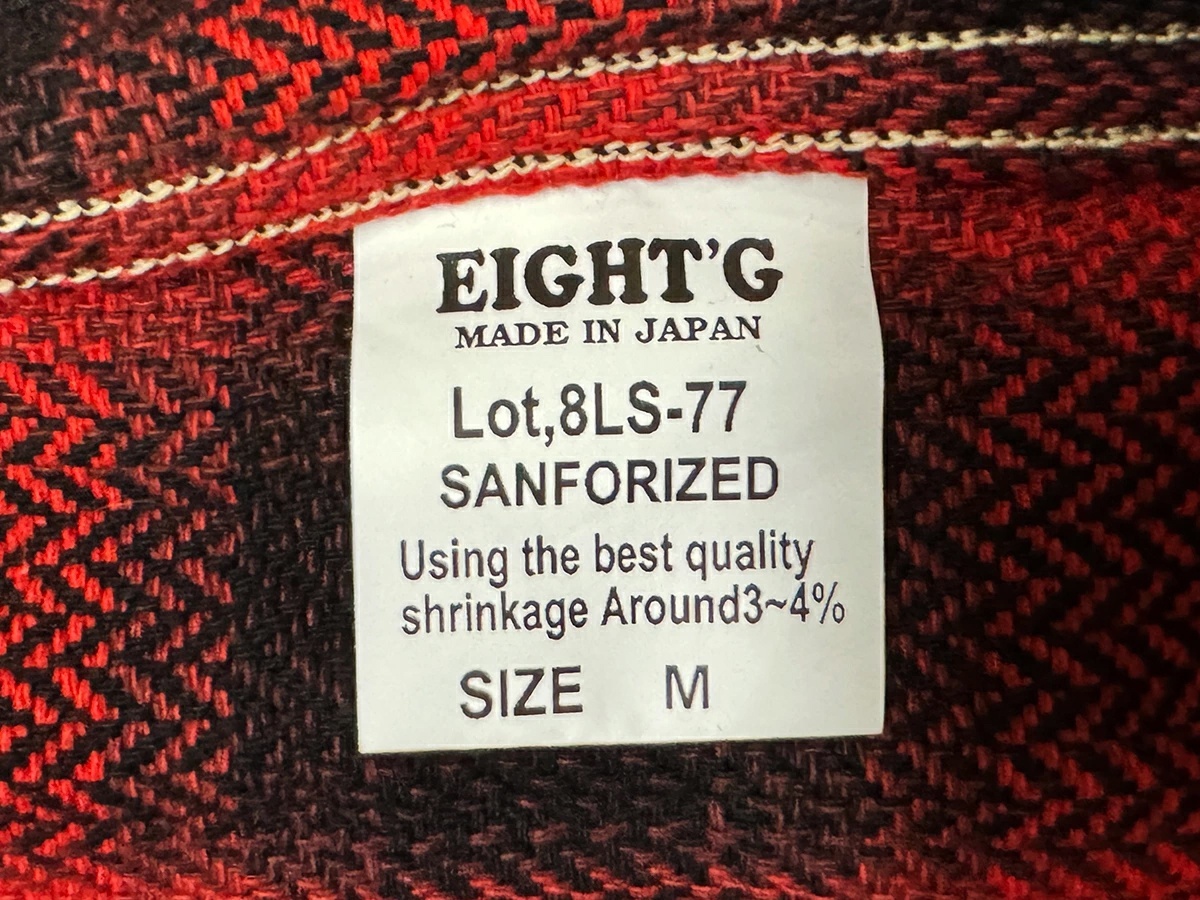 EIGHT'G
MADE IN JAPAN
Lot,8LS-77
SANFORIZED
Using the best quality
shrinkage Around3~4%
SIZE M